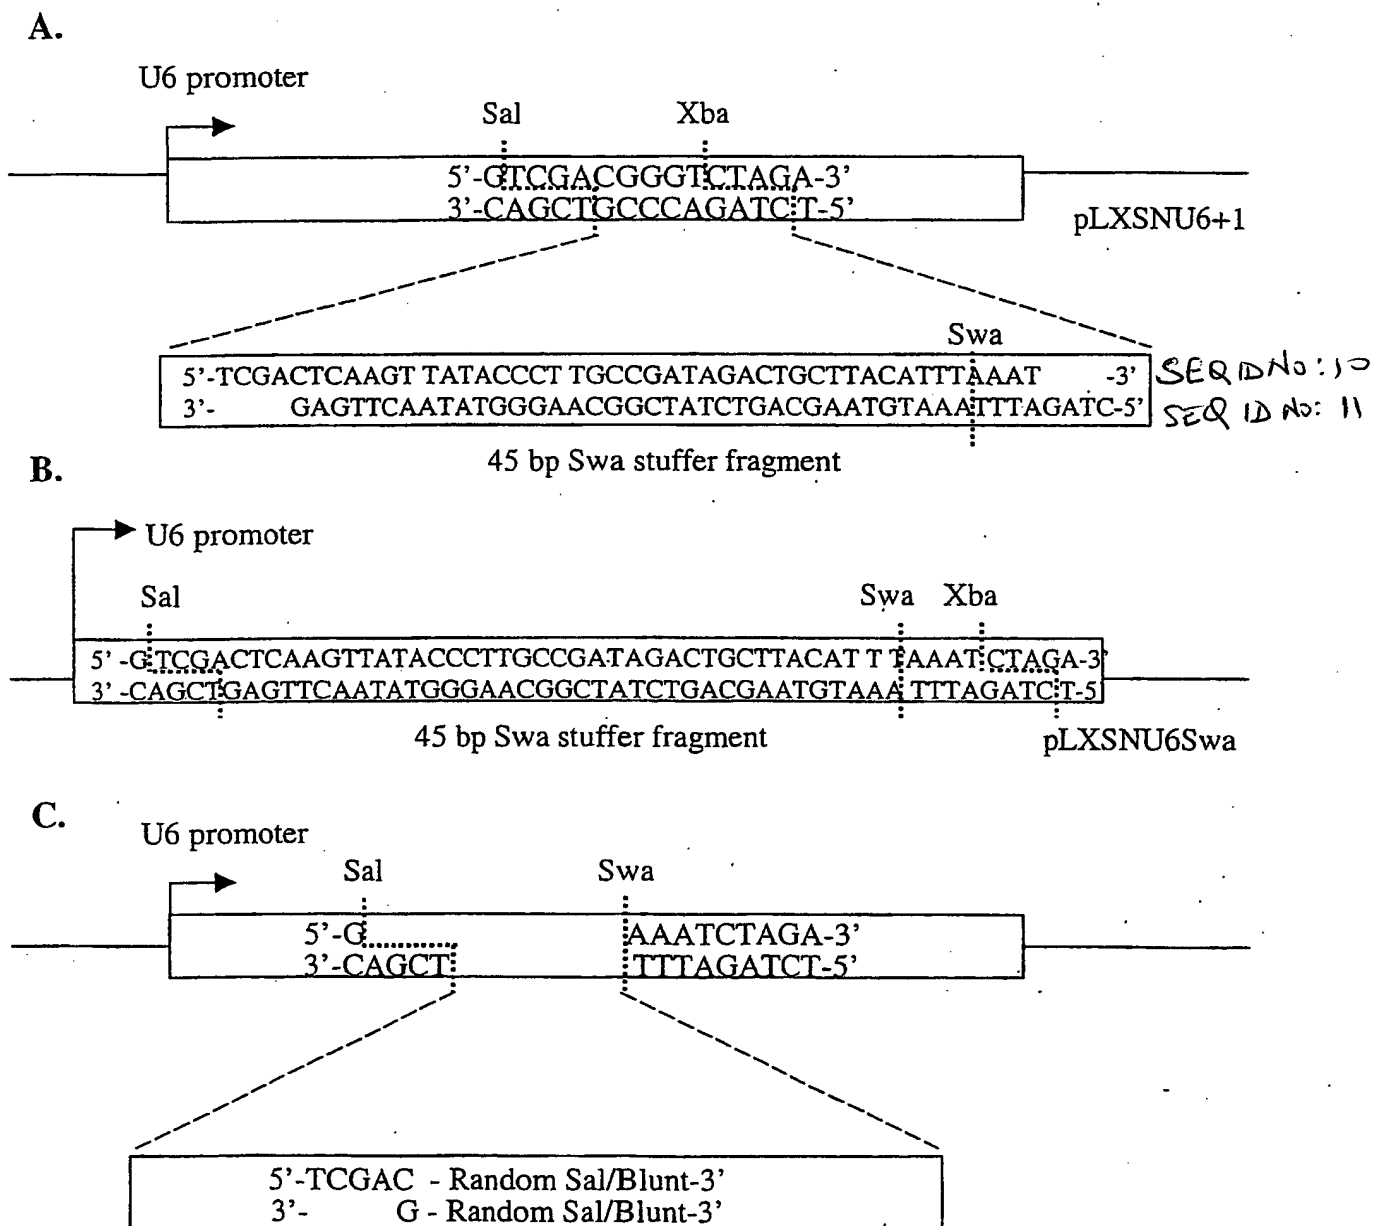 A.
U6 promoter
Sal Xba
5'-GTCGACGGGTCTAGA-3'
3'-CAGCTGCCCAGATCT-5'
pLXSNU6+1
Swa
5'-TCGACTCAAGT TATACCCT TGCCGATAGACTGCTTACATTTAAAT -3' SEQ ID No: 10
3'- GAGTTCAATATGGGAACGGCTATCTGACGAATGTAAATTTAGATC-5' SEQ ID No: 11
45 bp Swa stuffer fragment
B.
U6 promoter
Sal Swa Xba
5' -GTCGACTCAAGTTATACCCTTGCCGATAGACTGCTTACAT T TAAATCTAGA-3'
3' -CAGCTGAGTTCAATATGGGAACGGCTATCTGACGAATGTAAA TTTAGATCT-5
45 bp Swa stuffer fragment pLXSNU6Swa
C.
U6 promoter
Sal Swa
5'-G AAATCTAGA-3'
3'-CAGCT TTTAGATCT-5'
5'-TCGAC - Random Sal/Blunt-3'
3'- G - Random Sal/Blunt-3'